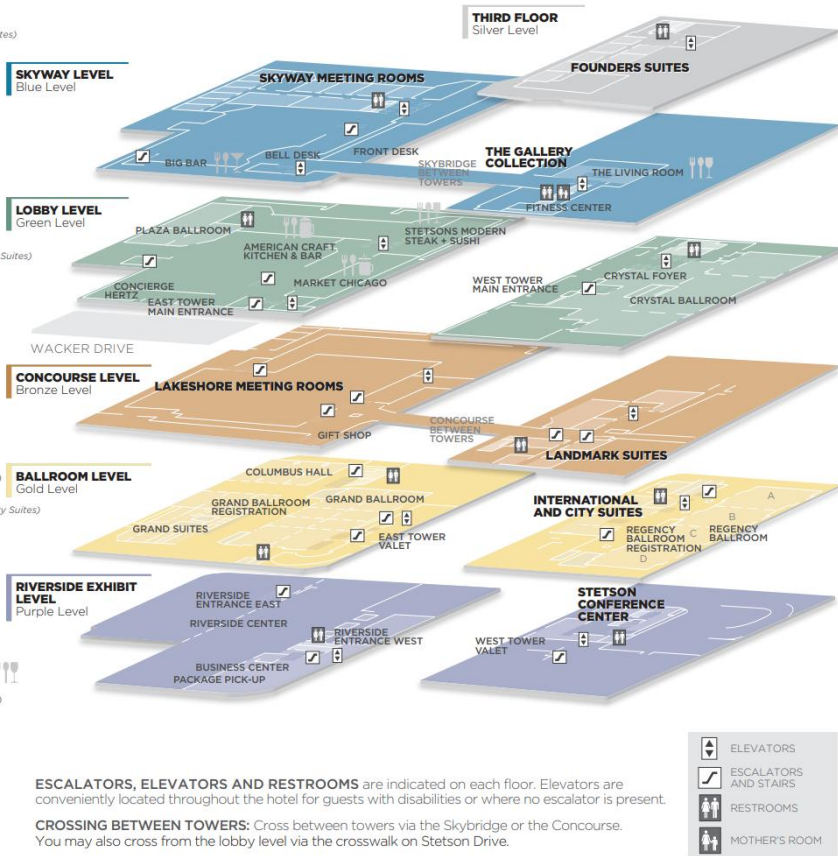 THIRD FLOOR
Silver Level
FOUNDERS SUITES
SKYWAY LEVEL
Blue Level
SKYWAY MEETING ROOMS
BIG BAR
BELL DESK
FRONT DESK
SKYBRIDGE
BETWEEN
TOWERS
THE GALLERY
COLLECTION
THE LIVING ROOM
FITNESS CENTER
LOBBY LEVEL
Green Level
Suites)
PLAZA BALLROOM
AMERICAN CRAFT
KITCHEN & BAR
STETSONS MODERN
STEAK + SUSHI
MARKET CHICAGO
CONCIERGE
HERTZ
EAST TOWER
MAIN ENTRANCE
WEST TOWER
MAIN ENTRANCE
CRYSTAL FOYER
CRYSTAL BALLROOM
WACKER DRIVE
CONCOURSE LEVEL
Bronze Level
LAKESHORE MEETING ROOMS
GIFT SHOP
CONCOURSE
BETWEEN
TOWERS
LANDMARK SUITES
BALLROOM LEVEL
Gold Level
Suites)
COLUMBUS HALL
GRAND BALLROOM
REGISTRATION
GRAND BALLROOM
GRAND SUITES
EAST TOWER
VALET
INTERNATIONAL
AND CITY SUITES
A
B
C
D
REGENCY
BALLROOM
REGISTRATION
REGENCY
BALLROOM
RIVERSIDE EXHIBIT
LEVEL
Purple Level
RIVERSIDE
ENTRANCE EAST
RIVERSIDE CENTER
RIVERSIDE
ENTRANCE WEST
BUSINESS CENTER
PACKAGE PICK-UP
STETSON
CONFERENCE
CENTER
WEST TOWER
VALET
ESCALATORS, ELEVATORS AND RESTROOMS are indicated on each floor. Elevators are
conveniently located throughout the hotel for guests with disabilities or where no escalator is present.
CROSSING BETWEEN TOWERS: Cross between towers via the Skybridge or the Concourse.
You may also cross from the lobby level via the crosswalk on Stetson Drive.
ELEVATORS
ESCALATORS
AND STAIRS
RESTROOMS
MOTHER'S ROOM